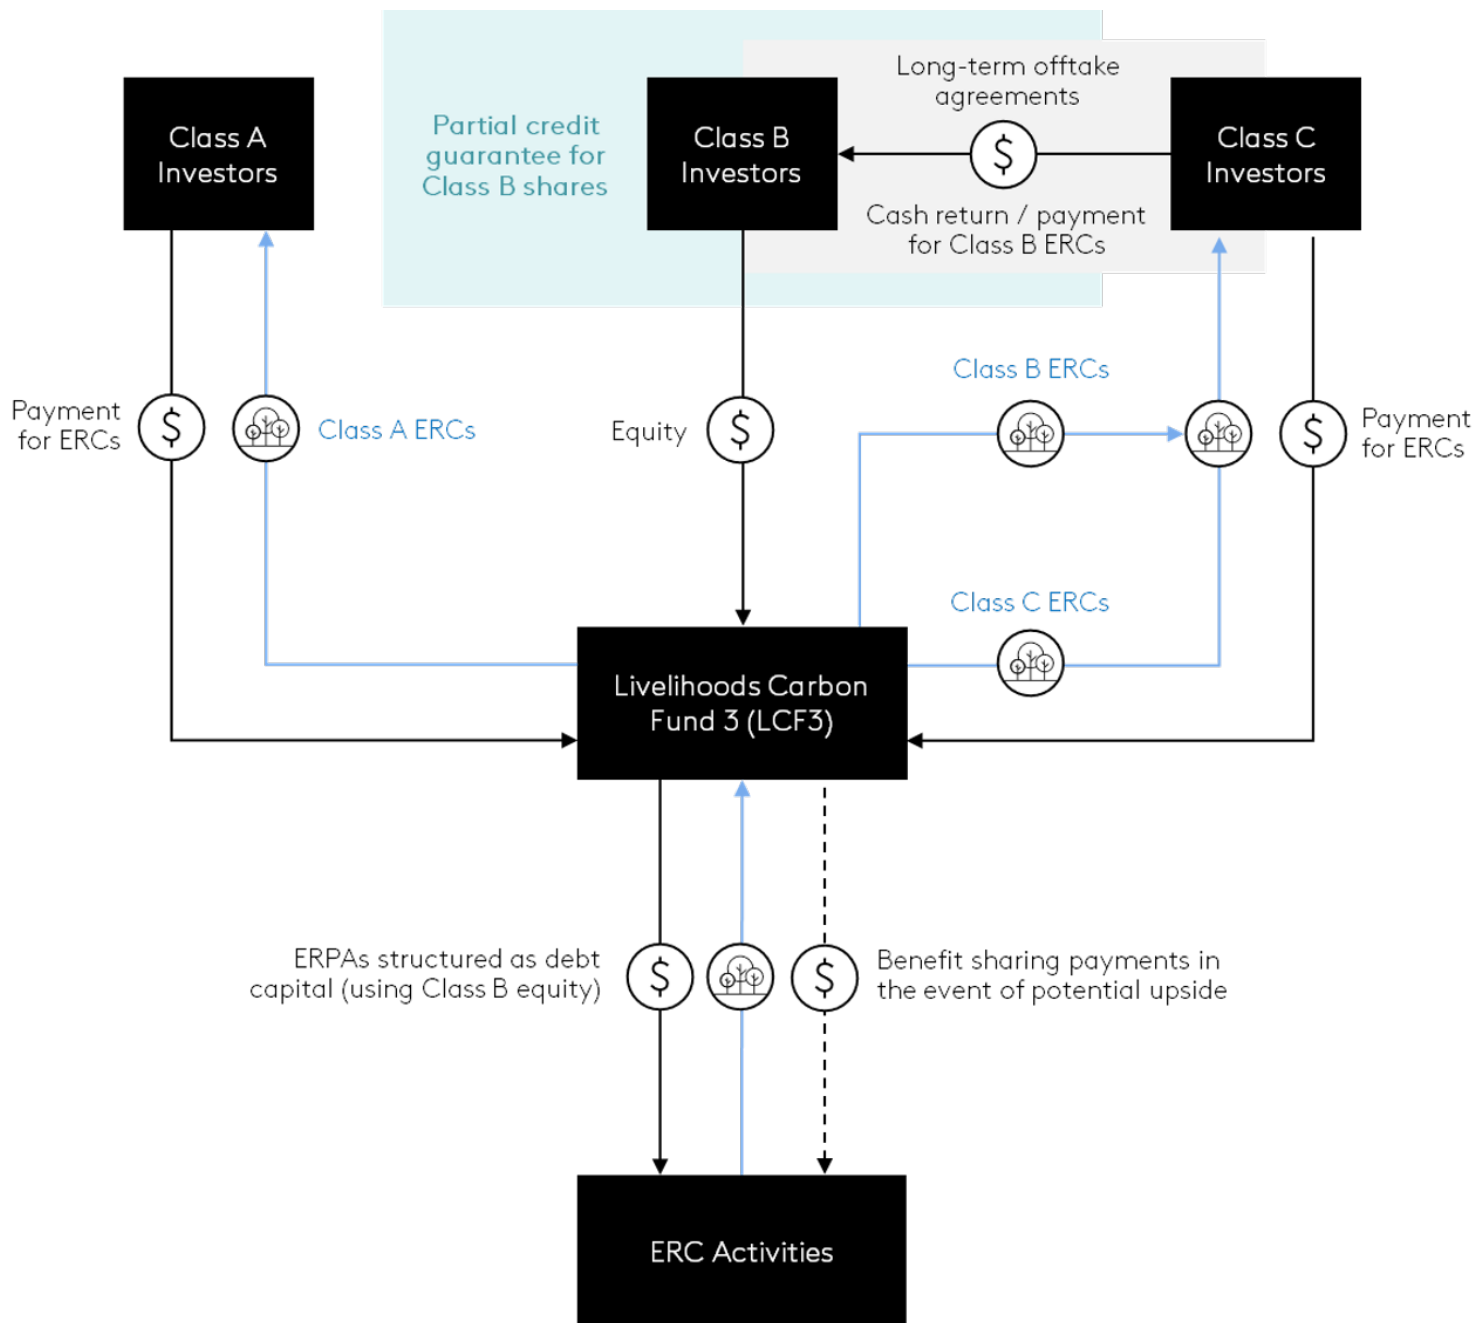 Long-term offtake
agreements
Class A
Investors
Partial credit
guarantee for
Class B shares
Class B
Investors
$
Class C
Investors
Cash return / payment
for Class B ERCs
Class B ERCs
Payment
for ERCs
$
Class A ERCs
Equity
$
$
Payment
for ERCs
Class C ERCs
Livelihoods Carbon
Fund 3 (LCF3)
ERPAs structured as debt
capital (using Class B equity)
$
$
Benefit sharing payments in
the event of potential upside
ERC Activities